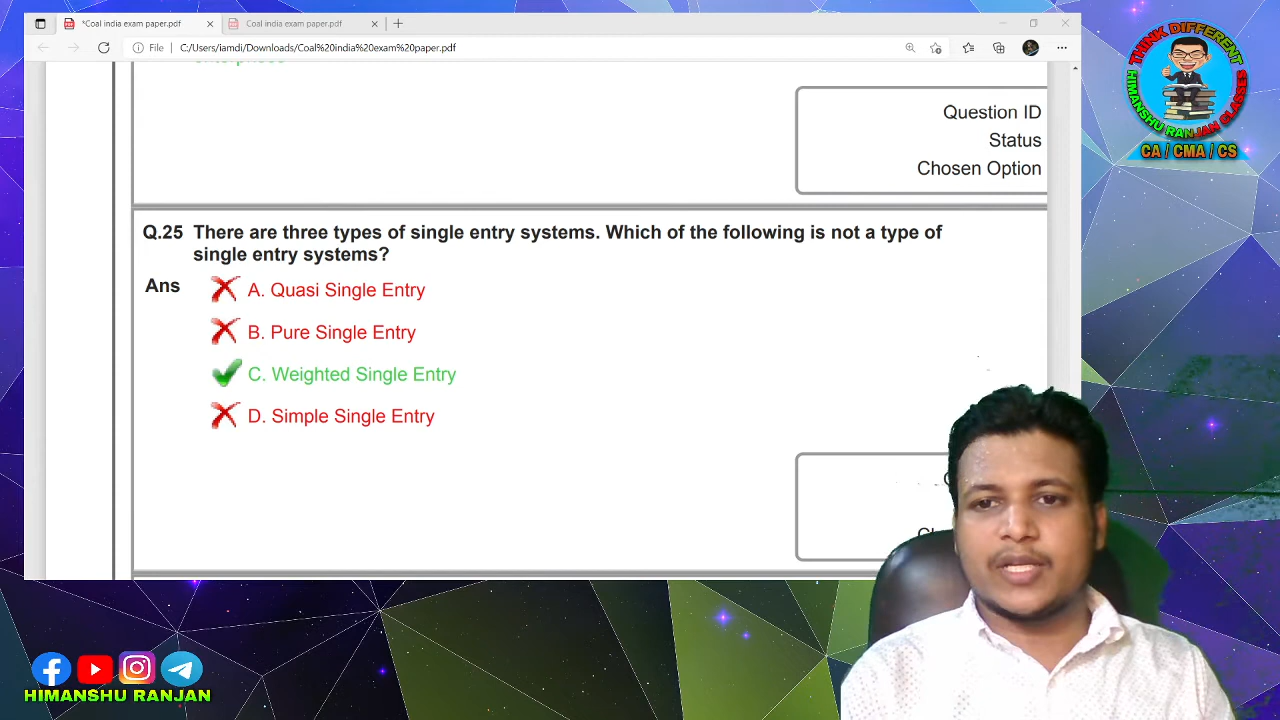 *Coal india exam paper.pdf
Coal india exam paper.pdf
File
C:/Users/iamdi/Downloads/Coal%20india%20exam%20paper.pdf
Question ID
Status
Chosen Option
Q.25 There are three types of single entry systems. Which of the following is not a type of
single entry systems?
Ans
A. Quasi Single Entry
B. Pure Single Entry
C. Weighted Single Entry
D. Simple Single Entry
THINK DIFFERENT
HIMANSHU RANJAN CLASSES
CA / CMA / CS
HIMANSHU RANJAN